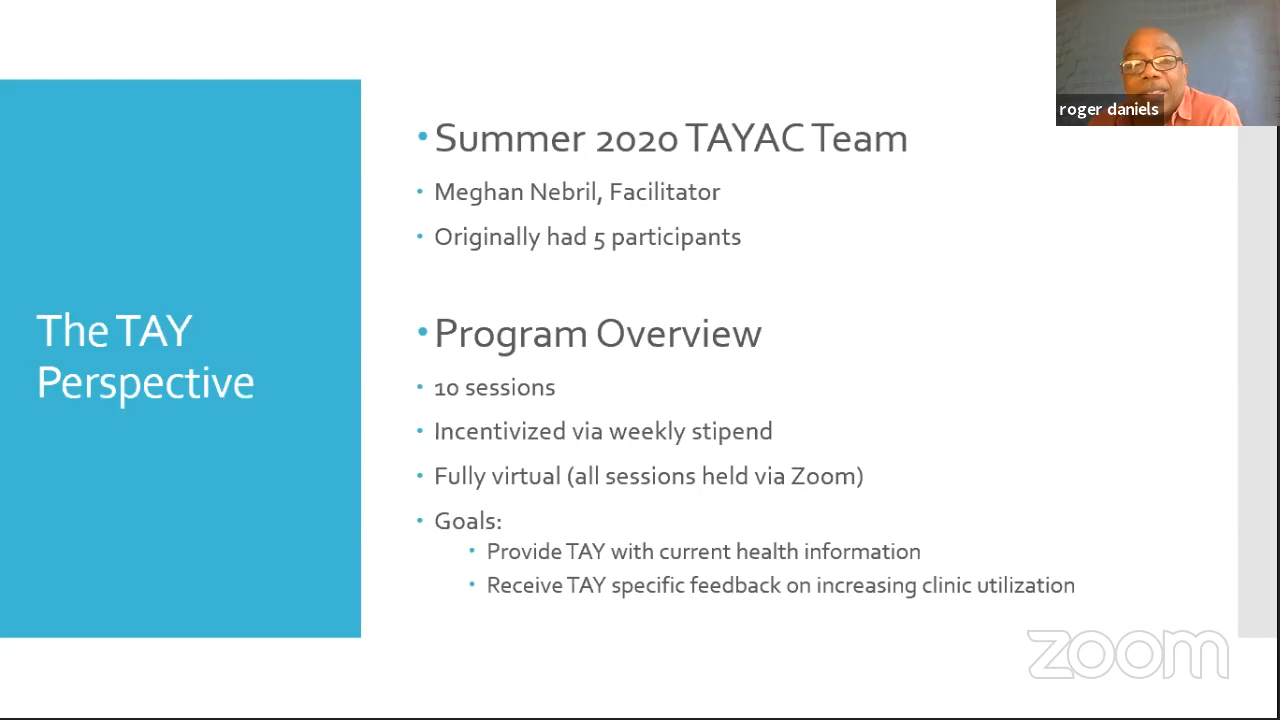 roger daniels
The TAY
Perspective
• Summer 2020 TAYAC Team
• Meghan Nebril, Facilitator
• Originally had 5 participants
• Program Overview
• 10 sessions
• Incentivized via weekly stipend
• Fully virtual (all sessions held via Zoom)
• Goals:
• Provide TAY with current health information
• Receive TAY specific feedback on increasing clinic utilization
zoom